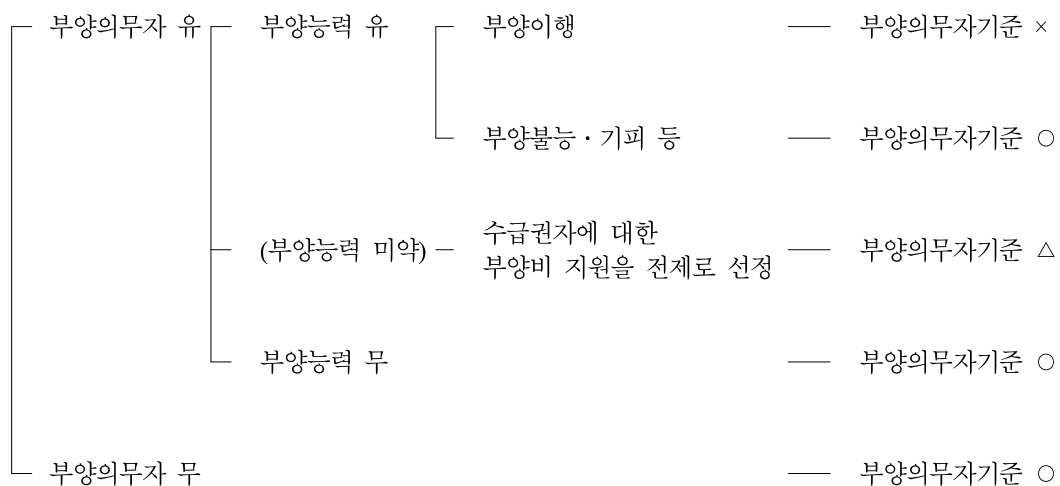 부양의무자 유 부양능력 유 부양이행 부양의무자기준 ×
부양불능·기피 등 부양의무자기준 ○
(부양능력 미약) 수급권자에 대한 부양의무자기준 △
부양비 지원을 전제로 선정
부양능력 무 부양의무자기준 ○
부양의무자 무 부양의무자기준 ○